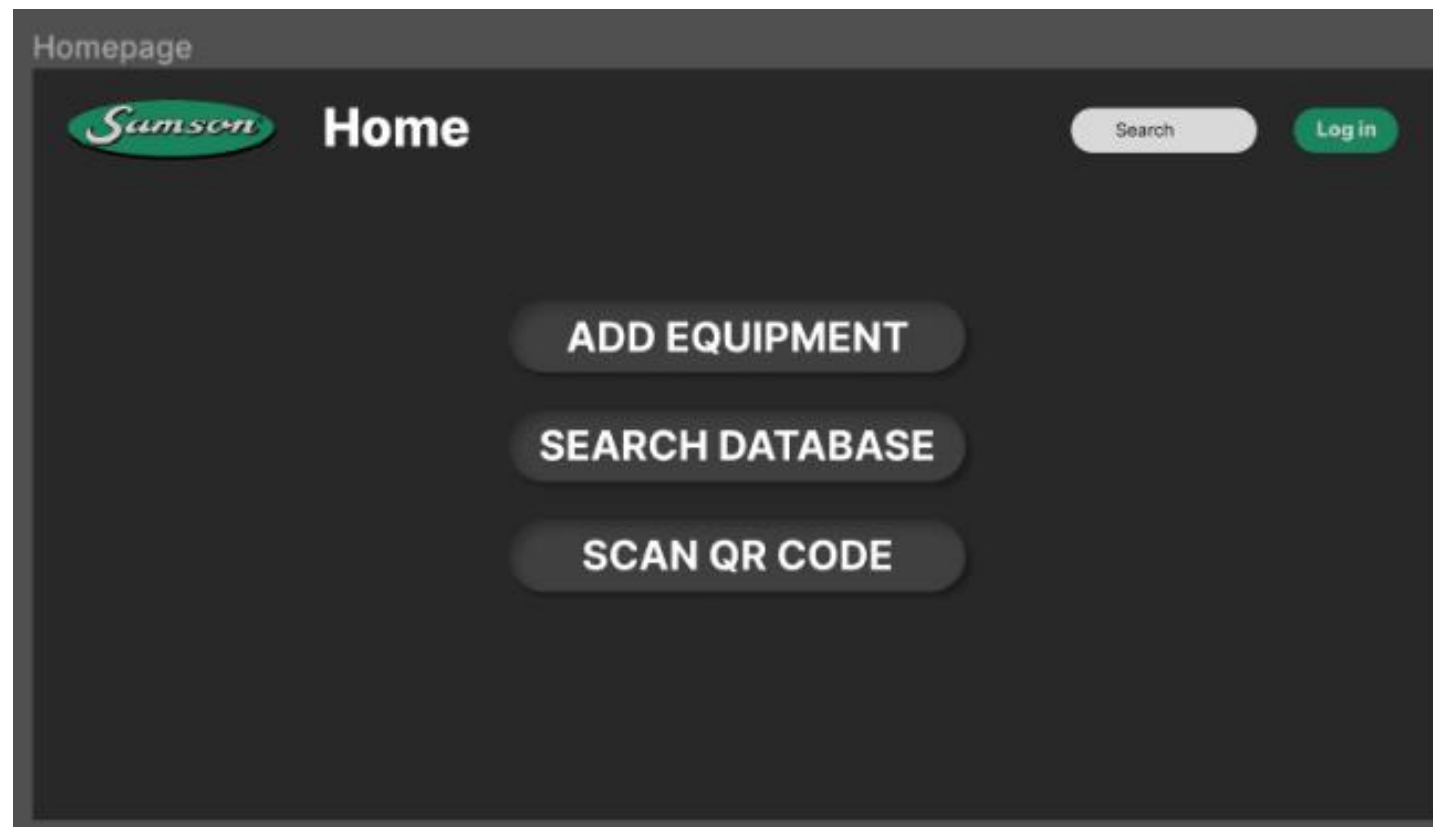 Homepage
Samson Home Search Log in
ADD EQUIPMENT
SEARCH DATABASE
SCAN QR CODE